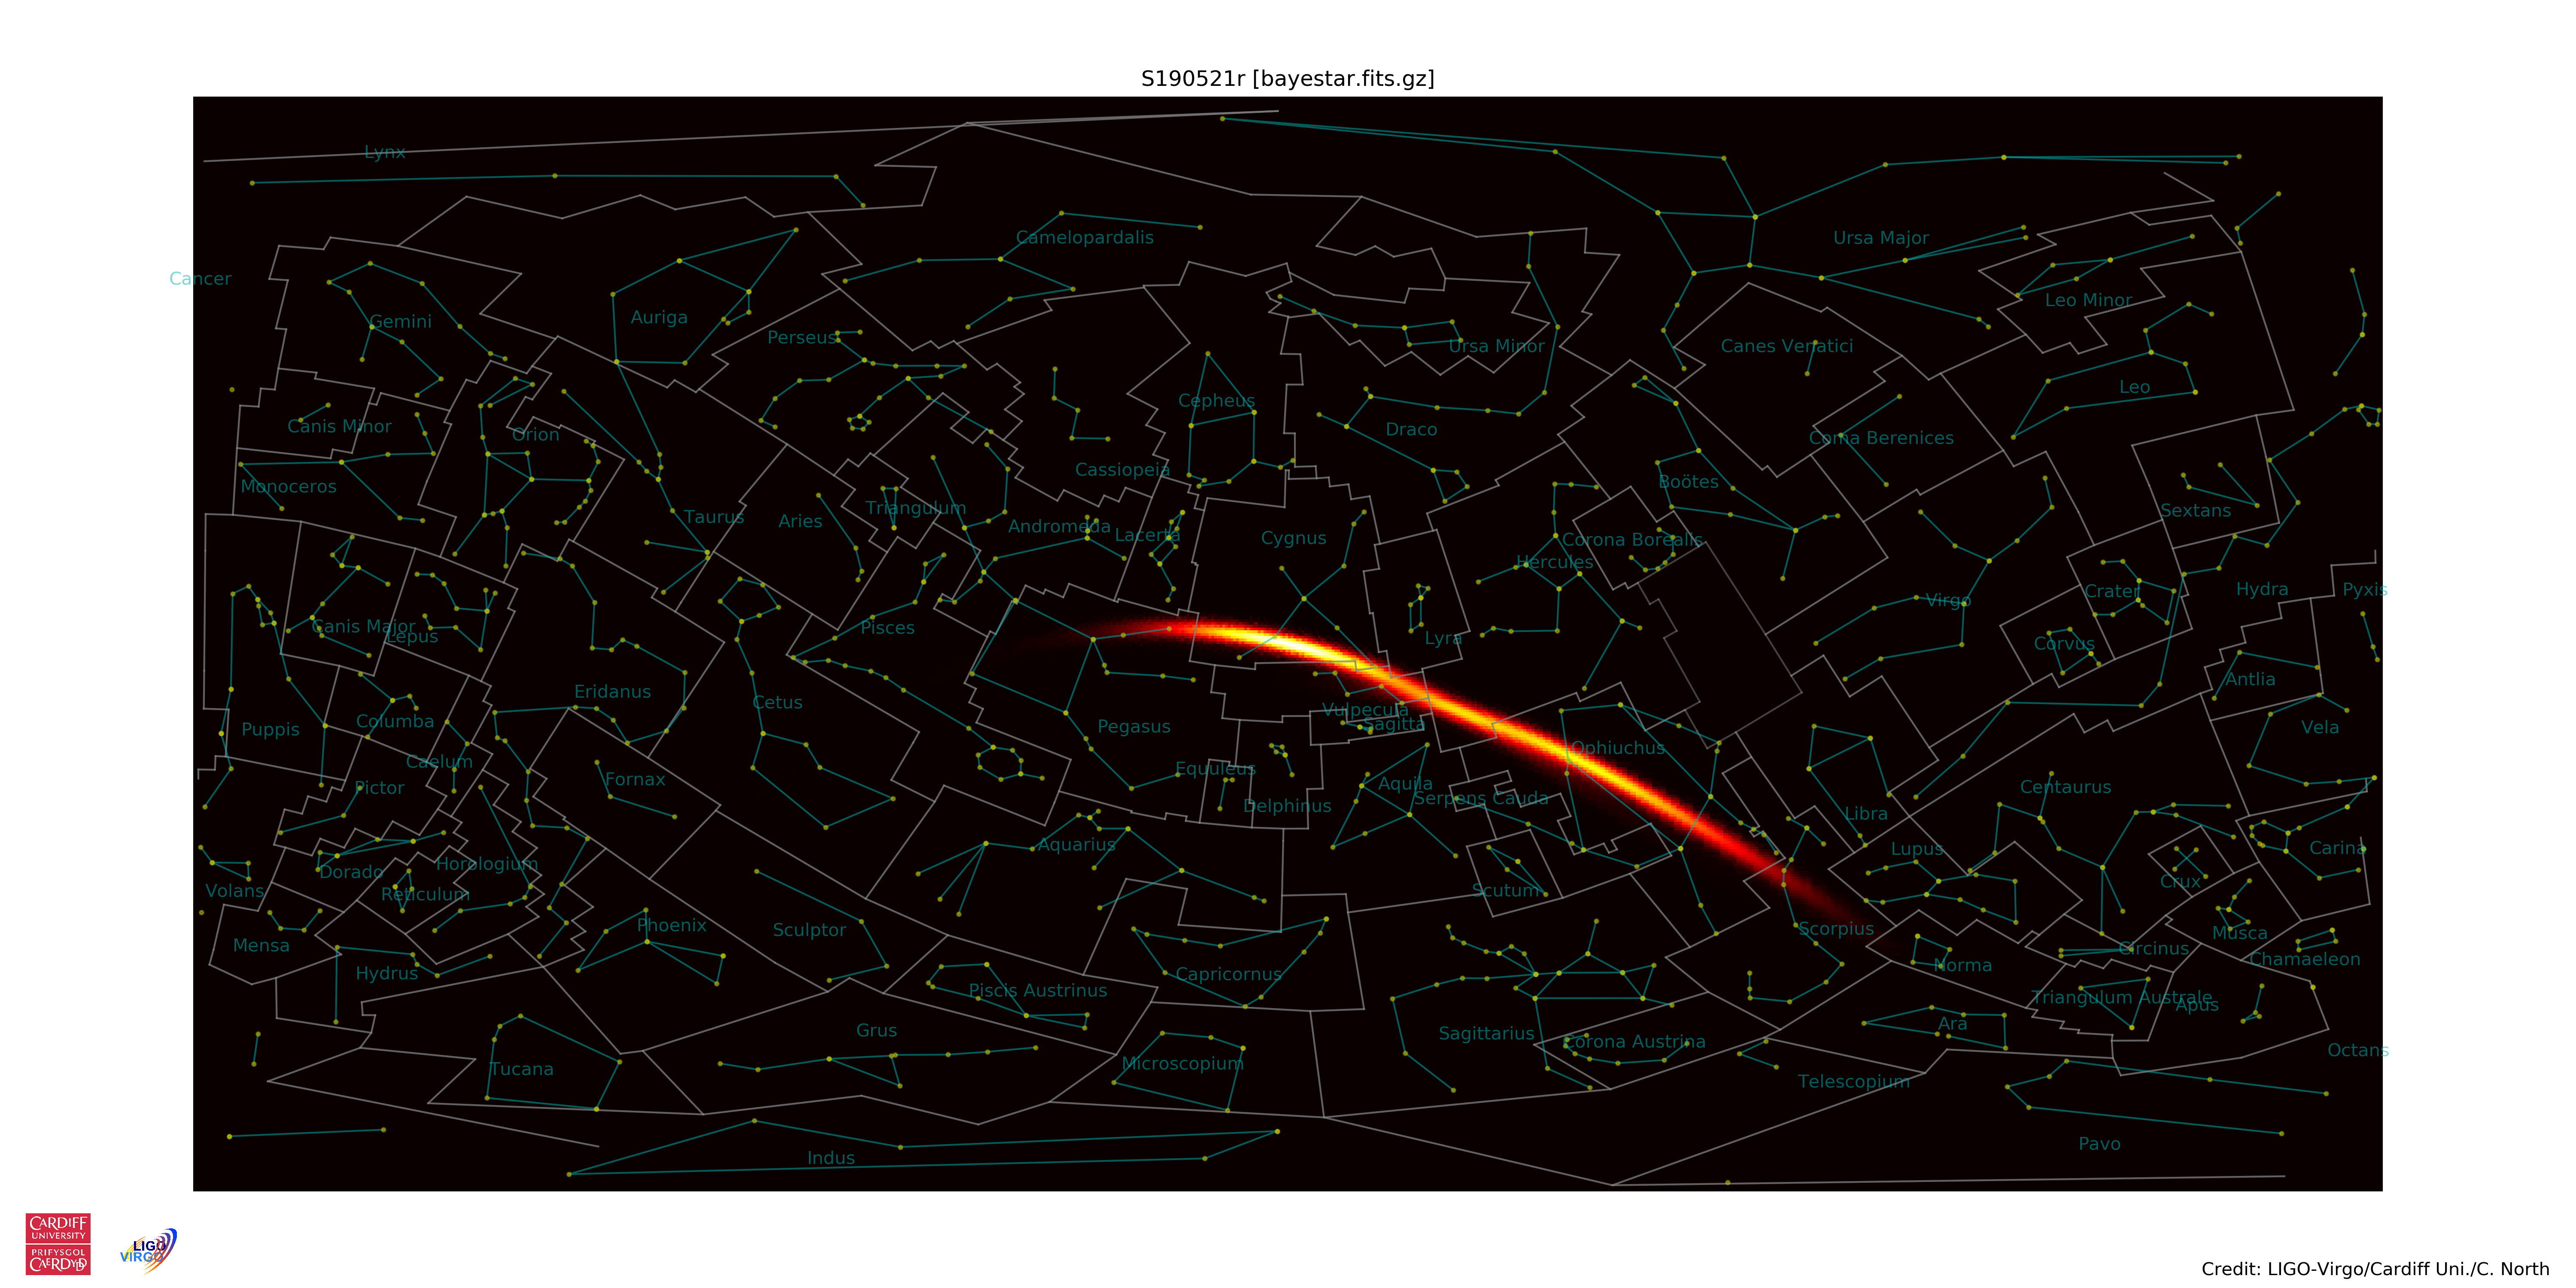 S190521r [bayestar.fits.gz]
Lynx
Camelopardalis
Ursa Major
Cancer
Leo Minor
Gemini
Auriga
Perseus
Ursa Minor
Canes Venatici
Leo
Cepheus
Canis Minor
Orion
Draco
Coma Berenices
Cassiopeia
Monoceros
Boötes
Triangulum
Sextans
Taurus
Aries
Andromeda
Lacerta
Cygnus
Corona Borealis
Hercules
Crater
Hydra
Pyxis
Virgo
Canis Major
Lepus
Pisces
Lyra
Corvus
Eridanus
Antlia
Cetus
Vulpecula
Columba
Sagitta
Puppis
Pegasus
Vela
Ophiuchus
Caelum
Equuleus
Fornax
Pictor
Aquila
Centaurus
Serpens Cauda
Delphinus
Libra
Aquarius
Lupus
Carina
Horologium
Dorado
Crux
Volans
Reticulum
Scutum
Phoenix
Sculptor
Scorpius
Musca
Mensa
Circinus
Chamaeleon
Hydrus
Capricornus
Norma
Piscis Austrinus
Triangulum Australe
Apus
Grus
Sagittarius
Ara
Corona Austrina
Octans
Microscopium
Tucana
Telescopium
Pavo
Indus
CARDIFF
UNIVERSITY
PRIFYSGOL
CAERDYDD
LIGO
VIRGO
Credit: LIGO-Virgo/Cardiff Uni./C. North